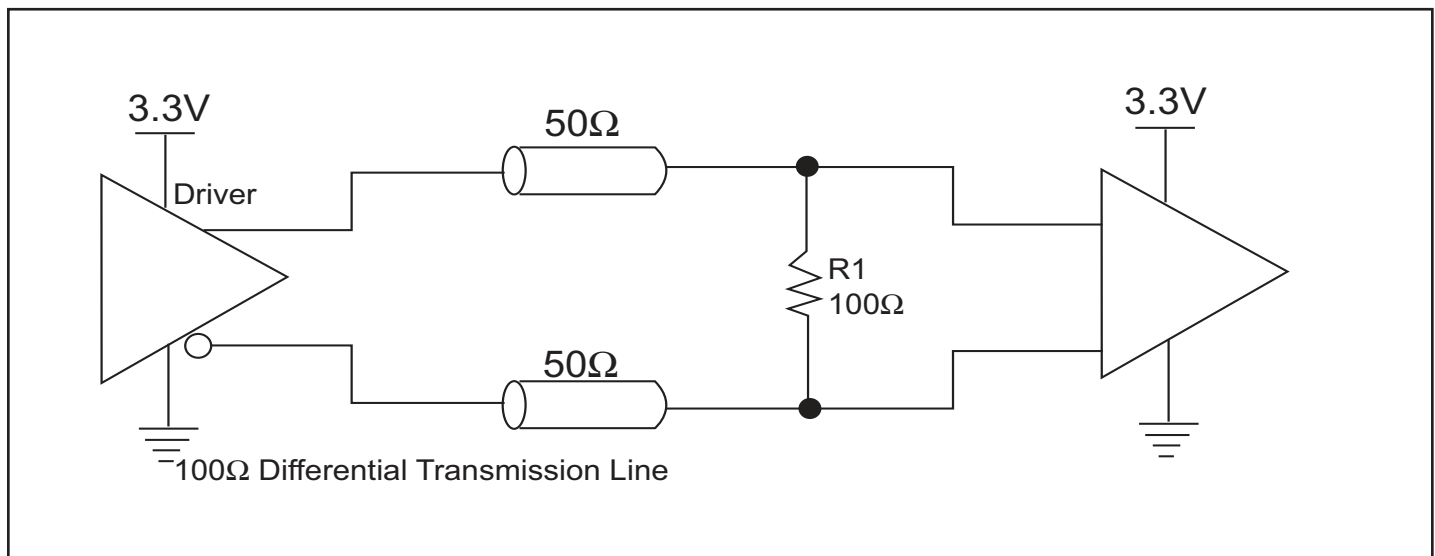 3.3V
3.3V
50Ω
Driver
R1
100Ω
50Ω
100Ω Differential Transmission Line